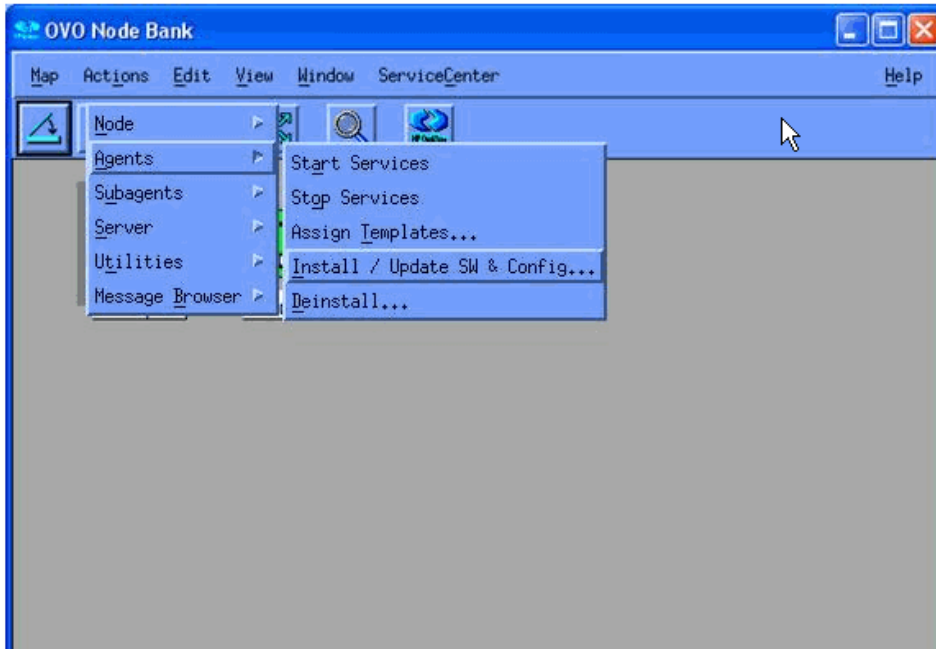 OVO Node Bank
Map Actions Edit View Window ServiceCenter Help
Node
Agents
Subagents
Server
Utilities
Message Browser
Start Services
Stop Services
Assign Templates...
Install / Update SW & Config...
Deinstall...